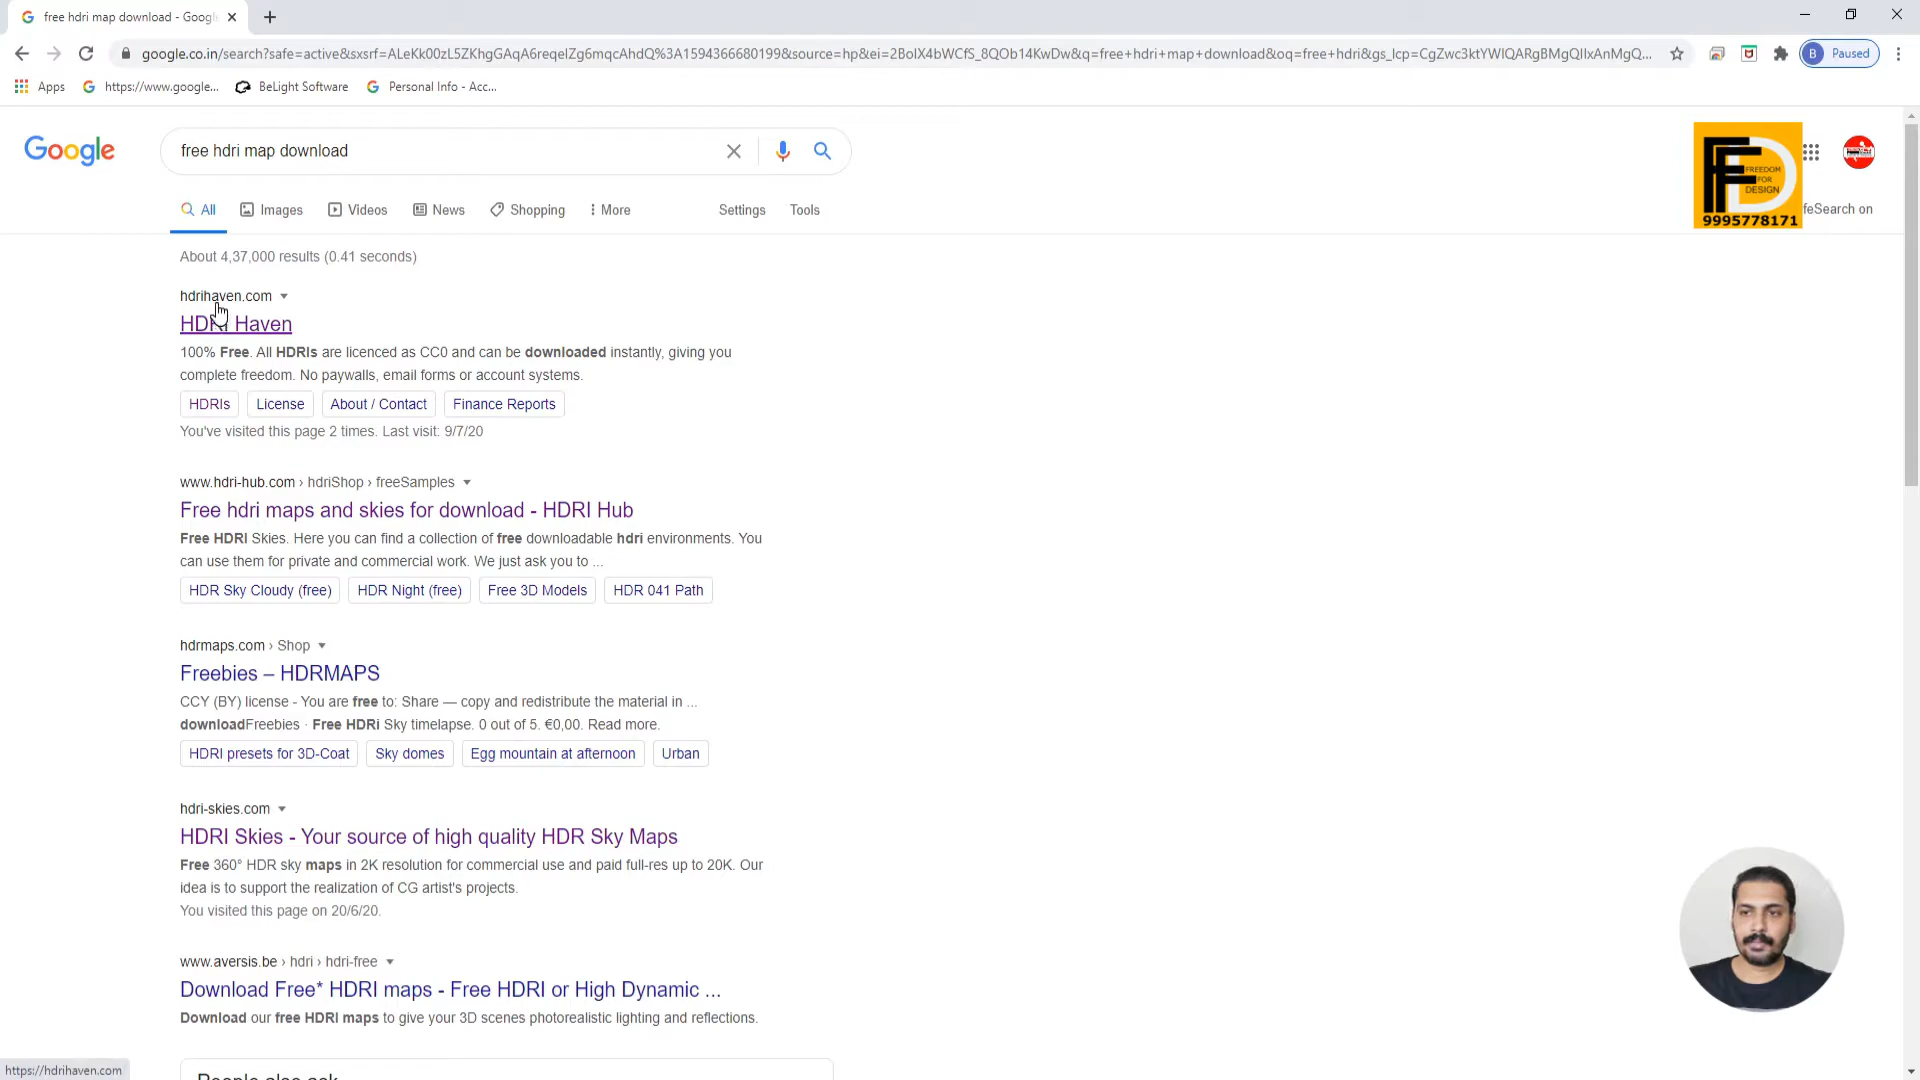 free hdri map download - Googl
google.co.in/search?safe=active&sxsrf=ALeKk00zL5ZKhgGAqA6reqeIZg6mqcAhdQ%3A1594366680199&source=hp&ei=2BoIX4bWCfS_8QOb14KwDw&q=free+hdri+map+download&oq=free+hdri&gs_lcp=CgZwc3ktYWIQARgBMgQIIxAnMgQ...
B Paused
Apps https://www.google... BeLight Software Personal Info - Acc...
Google
free hdri map download
All Images Videos News Shopping More Settings Tools
FREEDOM
FOR
DESIGN
9995778171
feSearch on
About 4,37,000 results (0.41 seconds)
hdrihaven.com
HDRI Haven
100% Free. All HDRIs are licenced as CC0 and can be downloaded instantly, giving you
complete freedom. No paywalls, email forms or account systems.
HDRIs License About / Contact Finance Reports
You've visited this page 2 times. Last visit: 9/7/20
www.hdri-hub.com › hdriShop › freeSamples
Free hdri maps and skies for download - HDRI Hub
Free HDRI Skies. Here you can find a collection of free downloadable hdri environments. You
can use them for private and commercial work. We just ask you to ...
HDR Sky Cloudy (free) HDR Night (free) Free 3D Models HDR 041 Path
hdrmaps.com › Shop
Freebies – HDRMAPS
CCY (BY) license - You are free to: Share — copy and redistribute the material in ...
downloadFreebies · Free HDRi Sky timelapse. 0 out of 5. €0,00. Read more.
HDRI presets for 3D-Coat Sky domes Egg mountain at afternoon Urban
hdri-skies.com
HDRI Skies - Your source of high quality HDR Sky Maps
Free 360° HDR sky maps in 2K resolution for commercial use and paid full-res up to 20K. Our
idea is to support the realization of CG artist's projects.
You visited this page on 20/6/20.
www.aversis.be › hdri › hdri-free
Download Free* HDRI maps - Free HDRI or High Dynamic ...
Download our free HDRI maps to give your 3D scenes photorealistic lighting and reflections.
People also ask
https://hdrihaven.com